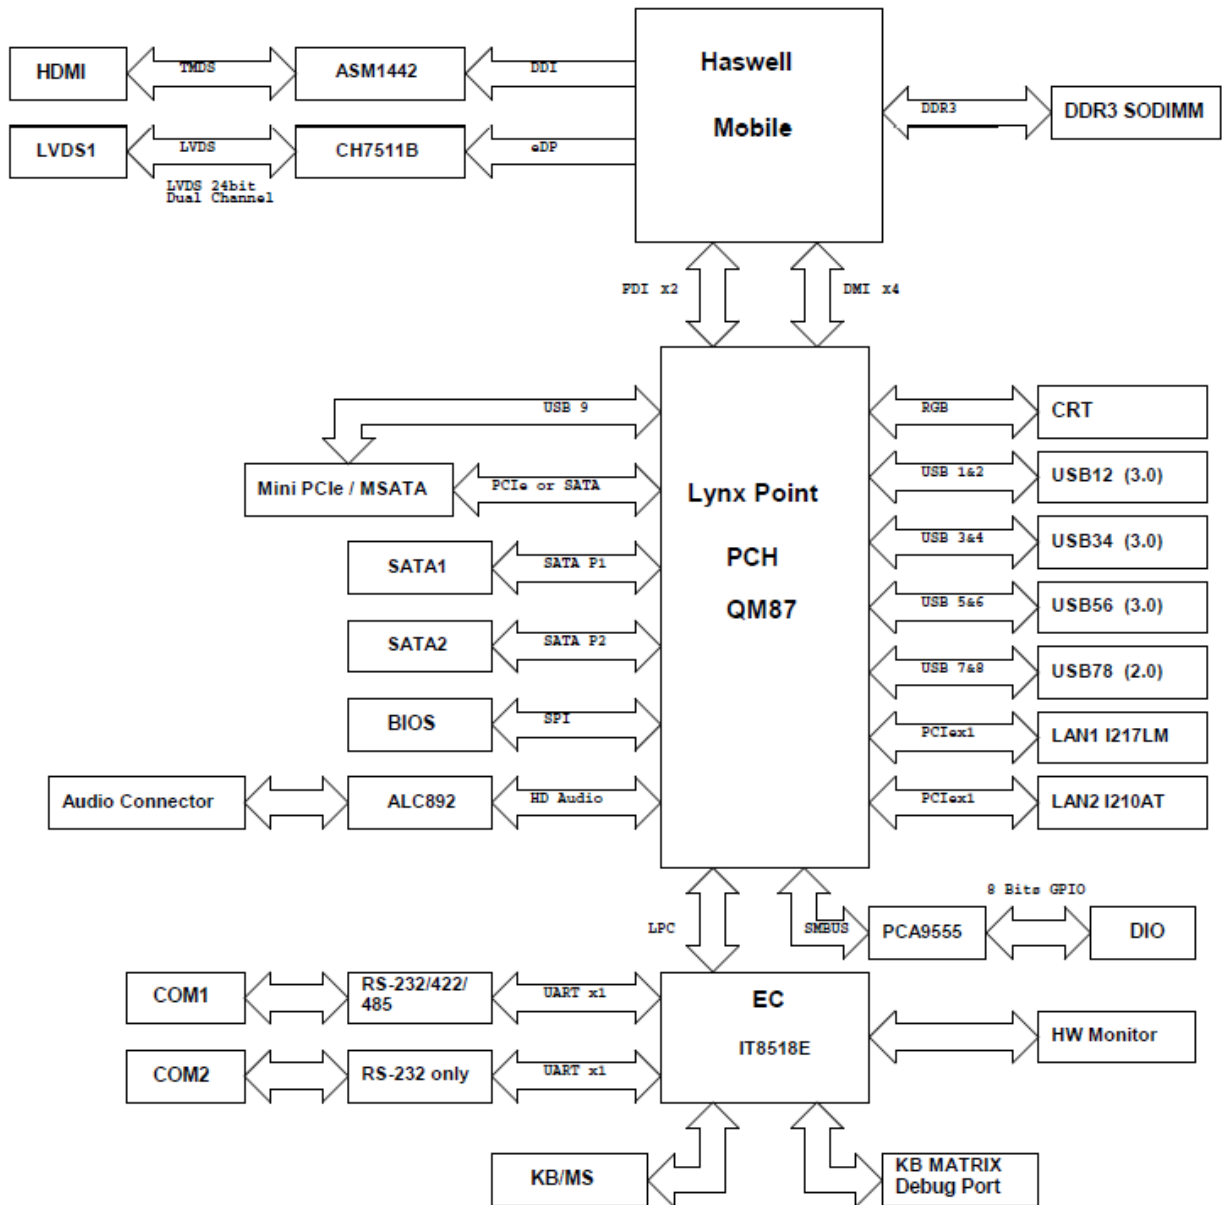 Haswell
Mobile
HDMI
TMDS
ASM1442
DDI
DDR3
DDR3 SODIMM
LVDS1
LVDS
CH7511B
eDP
LVDS 24bit
Dual Channel
FDI x2
DMI x4
USB 9
RGB
CRT
Mini PCIe / MSATA
PCIe or SATA
Lynx Point
PCH
QM87
USB 1&2
USB12 (3.0)
SATA1
SATA P1
USB 3&4
USB34 (3.0)
USB 5&6
USB56 (3.0)
SATA2
SATA P2
USB 7&8
USB78 (2.0)
BIOS
SPI
PCIex1
LAN1 I217LM
Audio Connector
ALC892
HD Audio
PCIex1
LAN2 I210AT
LPC
SMBUS
PCA9555
8 Bits GPIO
DIO
COM1
RS-232/422/
485
UART x1
EC
IT8518E
HW Monitor
COM2
RS-232 only
UART x1
KB/MS
KB MATRIX
Debug Port